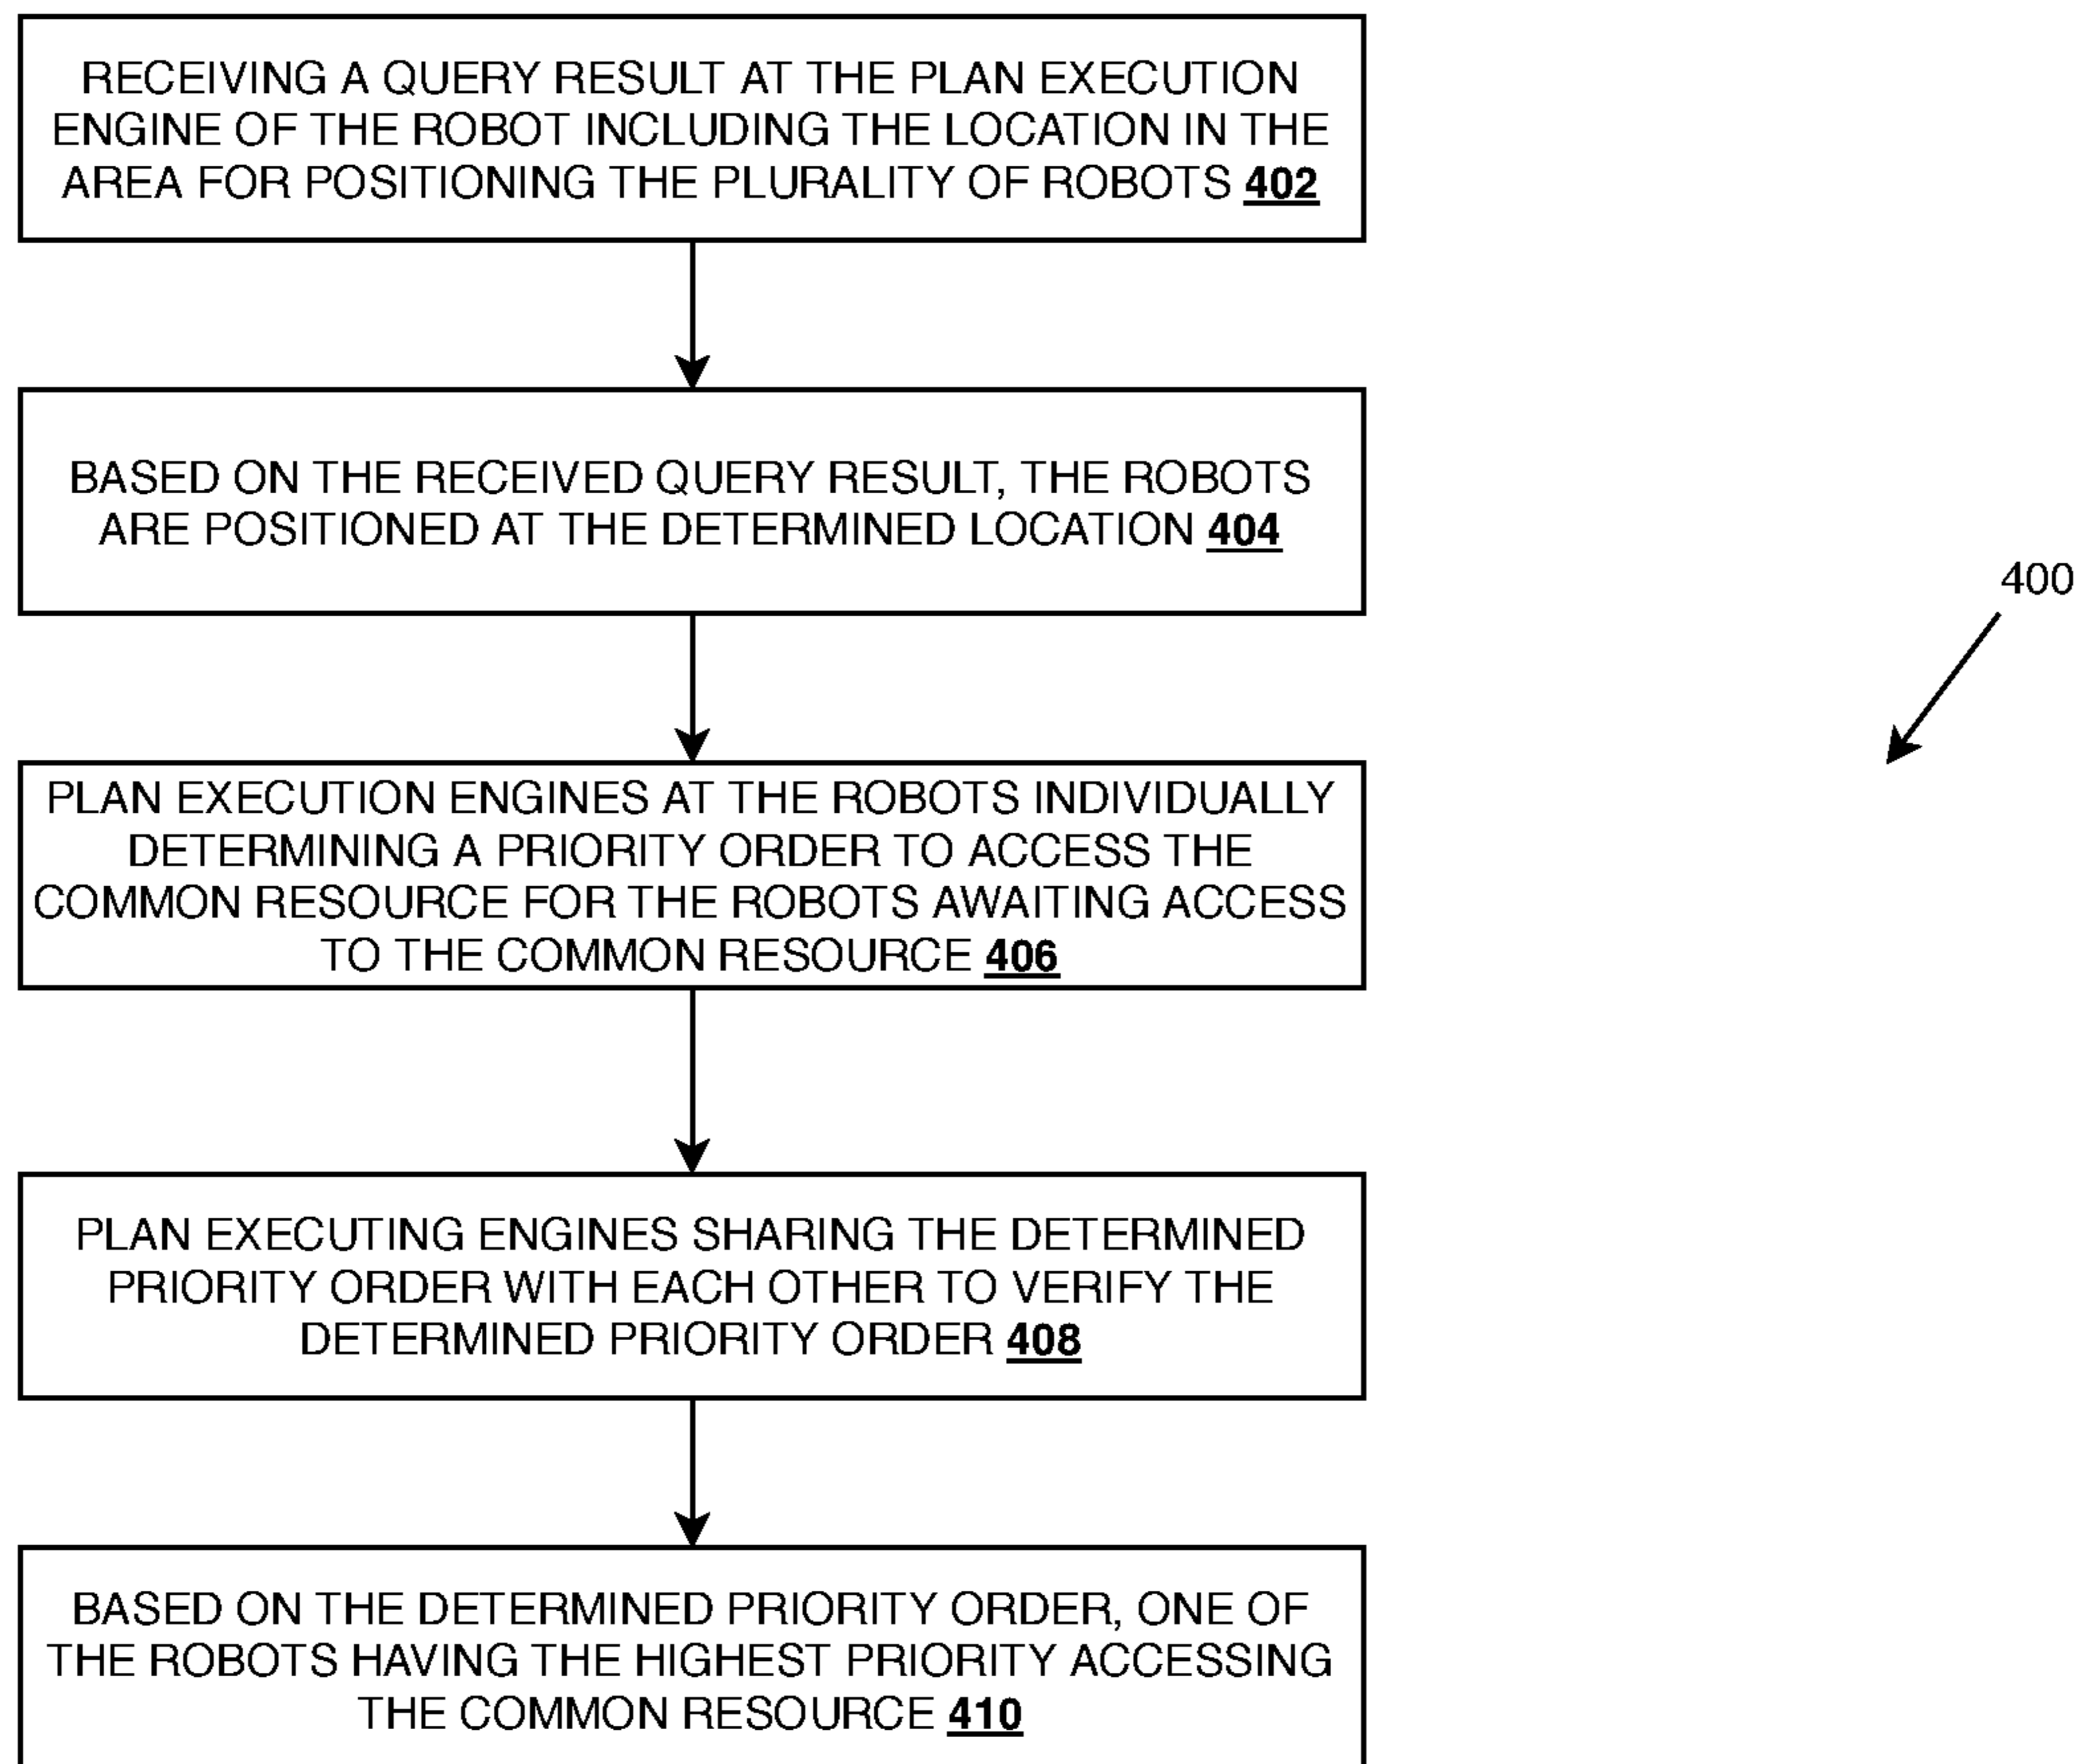 RECEIVING A QUERY RESULT AT THE PLAN EXECUTION
ENGINE OF THE ROBOT INCLUDING THE LOCATION IN THE
AREA FOR POSITIONING THE PLURALITY OF ROBOTS 402
BASED ON THE RECEIVED QUERY RESULT, THE ROBOTS
ARE POSITIONED AT THE DETERMINED LOCATION 404
400
PLAN EXECUTION ENGINES AT THE ROBOTS INDIVIDUALLY
DETERMINING A PRIORITY ORDER TO ACCESS THE
COMMON RESOURCE FOR THE ROBOTS AWAITING ACCESS
TO THE COMMON RESOURCE 406
PLAN EXECUTING ENGINES SHARING THE DETERMINED
PRIORITY ORDER WITH EACH OTHER TO VERIFY THE
DETERMINED PRIORITY ORDER 408
BASED ON THE DETERMINED PRIORITY ORDER, ONE OF
THE ROBOTS HAVING THE HIGHEST PRIORITY ACCESSING
THE COMMON RESOURCE 410